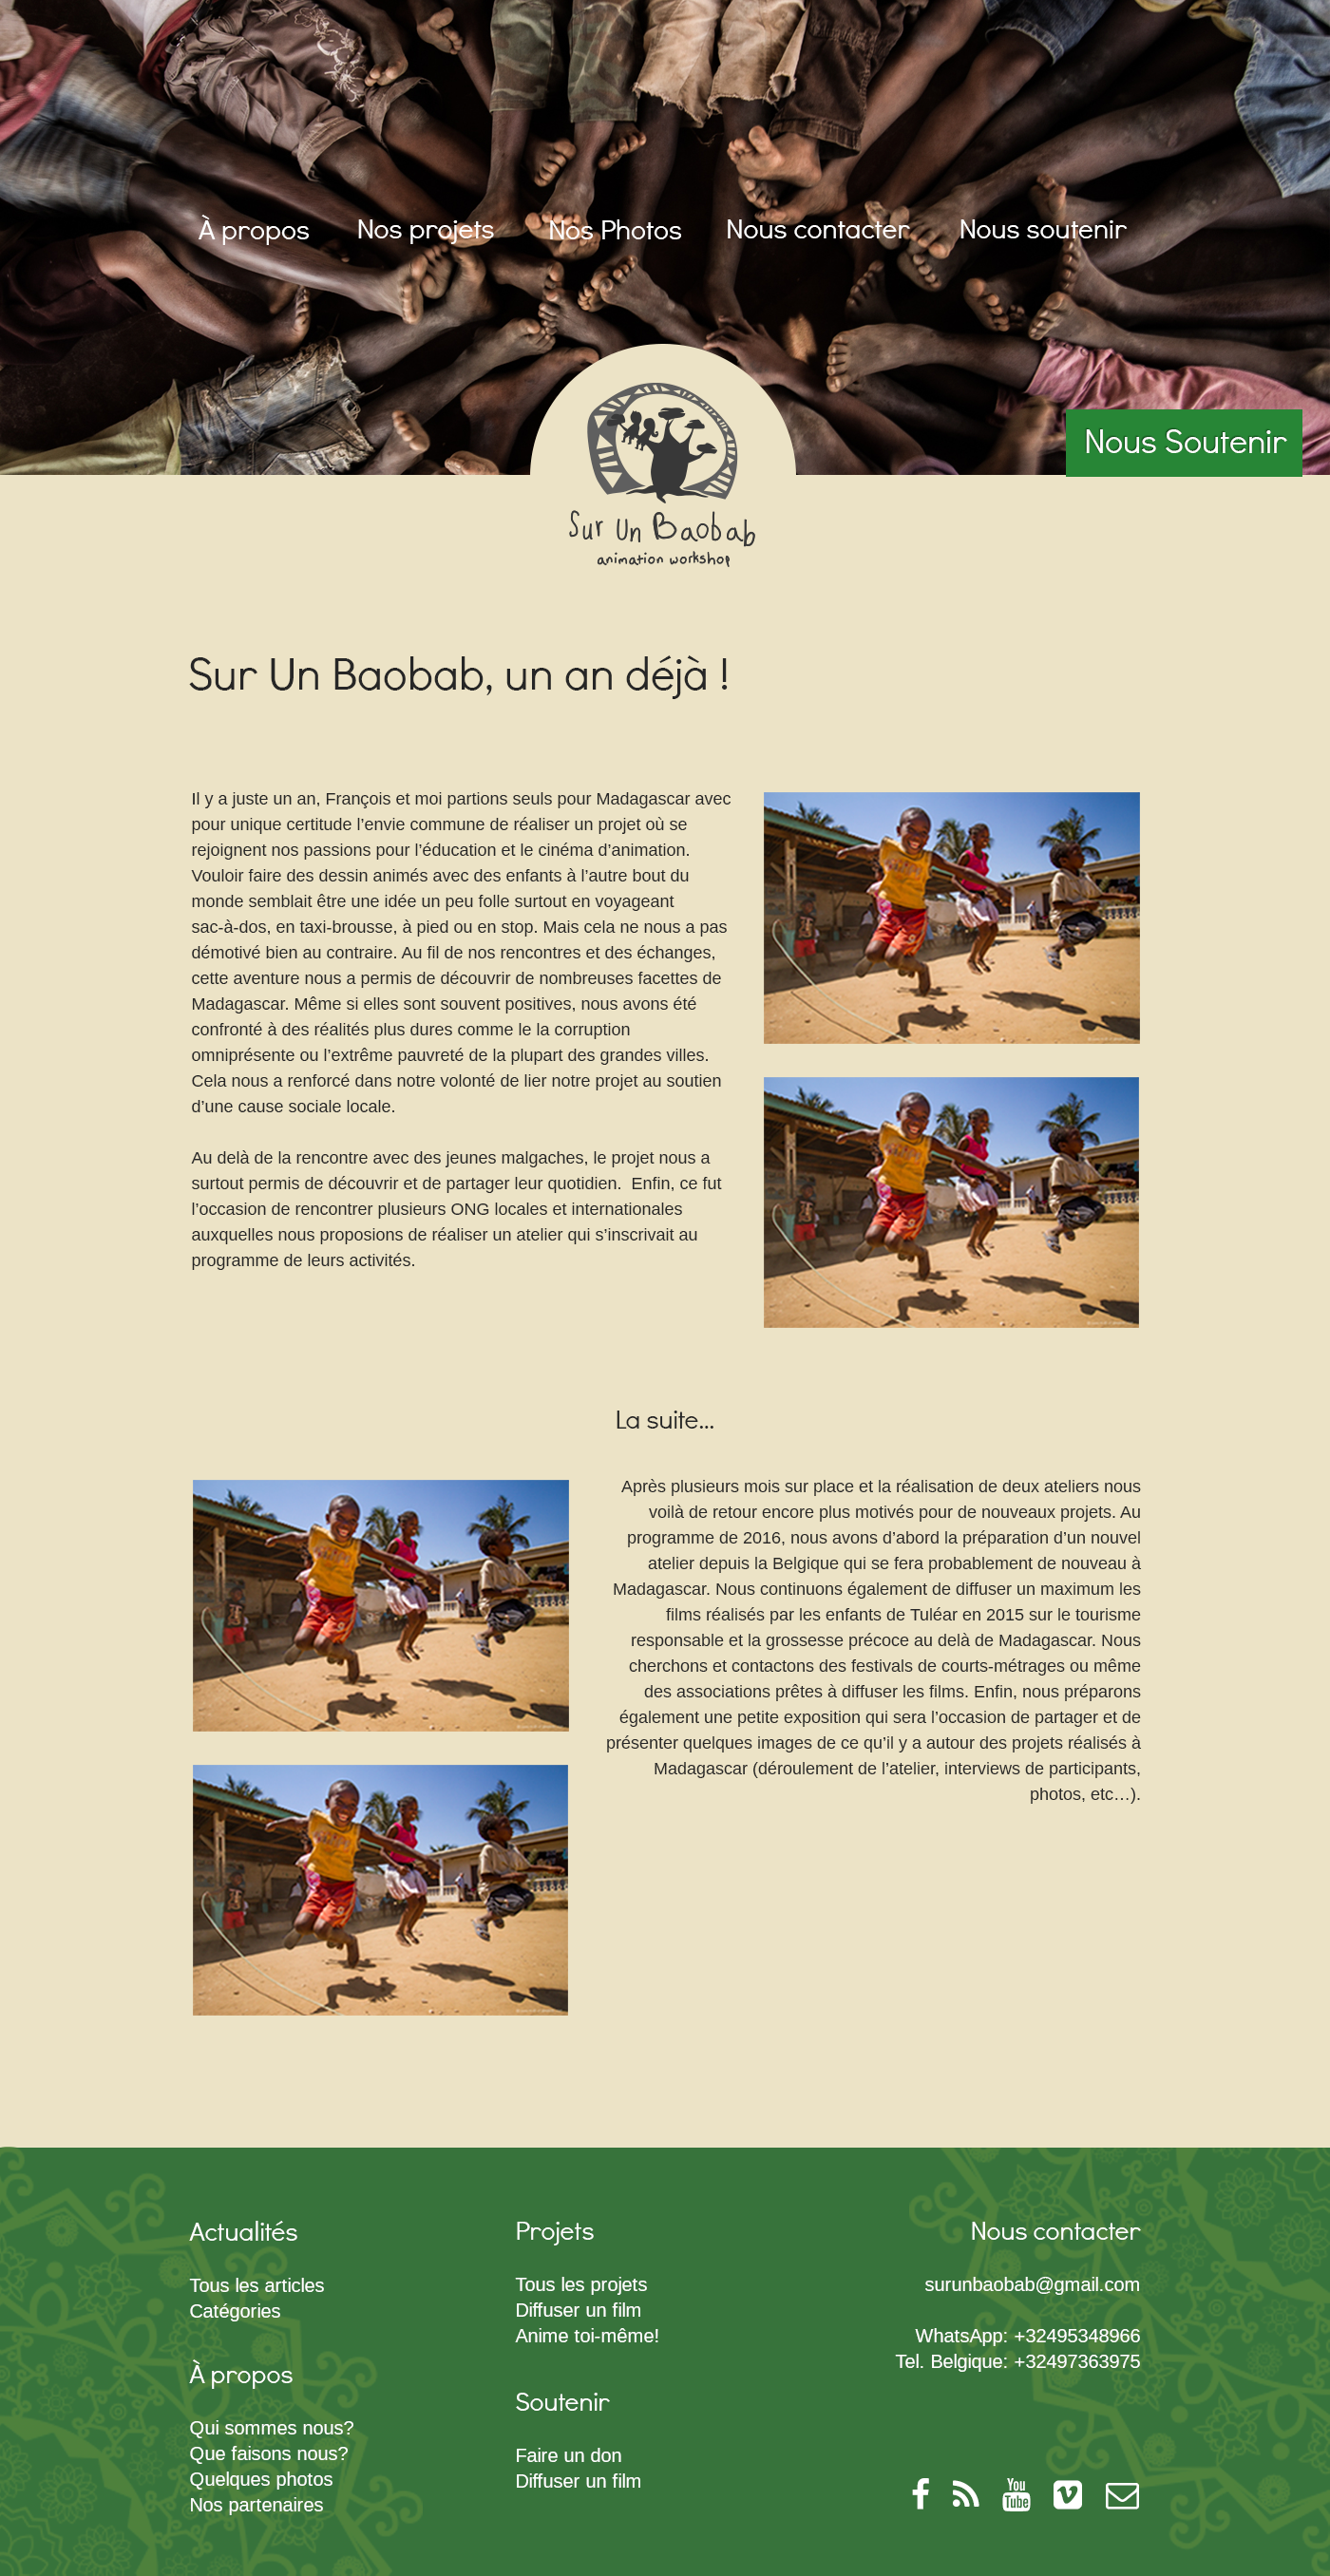 À propos Nos projets Nos Photos Nous contacter Nous soutenir
Nous Soutenir
Sur Un Baobab
animation workshop
Sur Un Baobab, un an déjà !
Il y a juste un an, François et moi partions seuls pour Madagascar avec
pour unique certitude l’envie commune de réaliser un projet où se
rejoignent nos passions pour l’éducation et le cinéma d’animation.
Vouloir faire des dessin animés avec des enfants à l’autre bout du
monde semblait être une idée un peu folle surtout en voyageant
sac-à-dos, en taxi-brousse, à pied ou en stop. Mais cela ne nous a pas
démotivé bien au contraire. Au fil de nos rencontres et des échanges,
cette aventure nous a permis de découvrir de nombreuses facettes de
Madagascar. Même si elles sont souvent positives, nous avons été
confronté à des réalités plus dures comme le la corruption
omniprésente ou l’extrême pauvreté de la plupart des grandes villes.
Cela nous a renforcé dans notre volonté de lier notre projet au soutien
d’une cause sociale locale.
Au delà de la rencontre avec des jeunes malgaches, le projet nous a
surtout permis de découvrir et de partager leur quotidien.  Enfin, ce fut
l’occasion de rencontrer plusieurs ONG locales et internationales
auxquelles nous proposions de réaliser un atelier qui s’inscrivait au
programme de leurs activités.
La suite...
Après plusieurs mois sur place et la réalisation de deux ateliers nous
voilà de retour encore plus motivés pour de nouveaux projets. Au
programme de 2016, nous avons d’abord la préparation d’un nouvel
atelier depuis la Belgique qui se fera probablement de nouveau à
Madagascar. Nous continuons également de diffuser un maximum les
films réalisés par les enfants de Tuléar en 2015 sur le tourisme
responsable et la grossesse précoce au delà de Madagascar. Nous
cherchons et contactons des festivals de courts-métrages ou même
des associations prêtes à diffuser les films. Enfin, nous préparons
également une petite exposition qui sera l’occasion de partager et de
présenter quelques images de ce qu’il y a autour des projets réalisés à
Madagascar (déroulement de l’atelier, interviews de participants,
photos, etc…).
Actualités
Tous les articles
Catégories
À propos
Qui sommes nous?
Que faisons nous?
Quelques photos
Nos partenaires
Projets
Tous les projets
Diffuser un film
Anime toi-même!
Soutenir
Faire un don
Diffuser un film
Nous contacter
surunbaobab@gmail.com
WhatsApp: +32495348966
Tel. Belgique: +32497363975
You
Tube